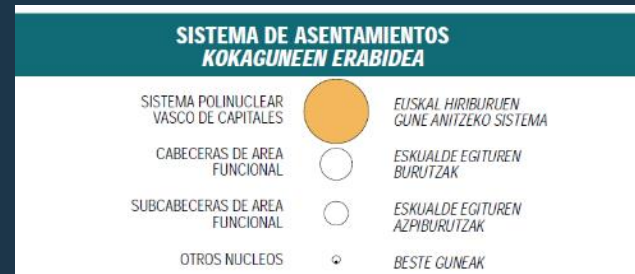 SISTEMA DE ASENTAMIENTOS
KOKAGUNEEN ERABIDEA
SISTEMA POLINUCLEAR
VASCO DE CAPITALES
EUSKAL HIRIBURUEN
GUNE ANITZEKO SISTEMA
CABECERAS DE AREA
FUNCIONAL
ESKUALDE EGITUREN
BURUTZAK
SUBCABECERAS DE AREA
FUNCIONAL
ESKUALDE EGITUREN
AZPIBURUTZAK
OTROS NUCLEOS
BESTE GUNEAK